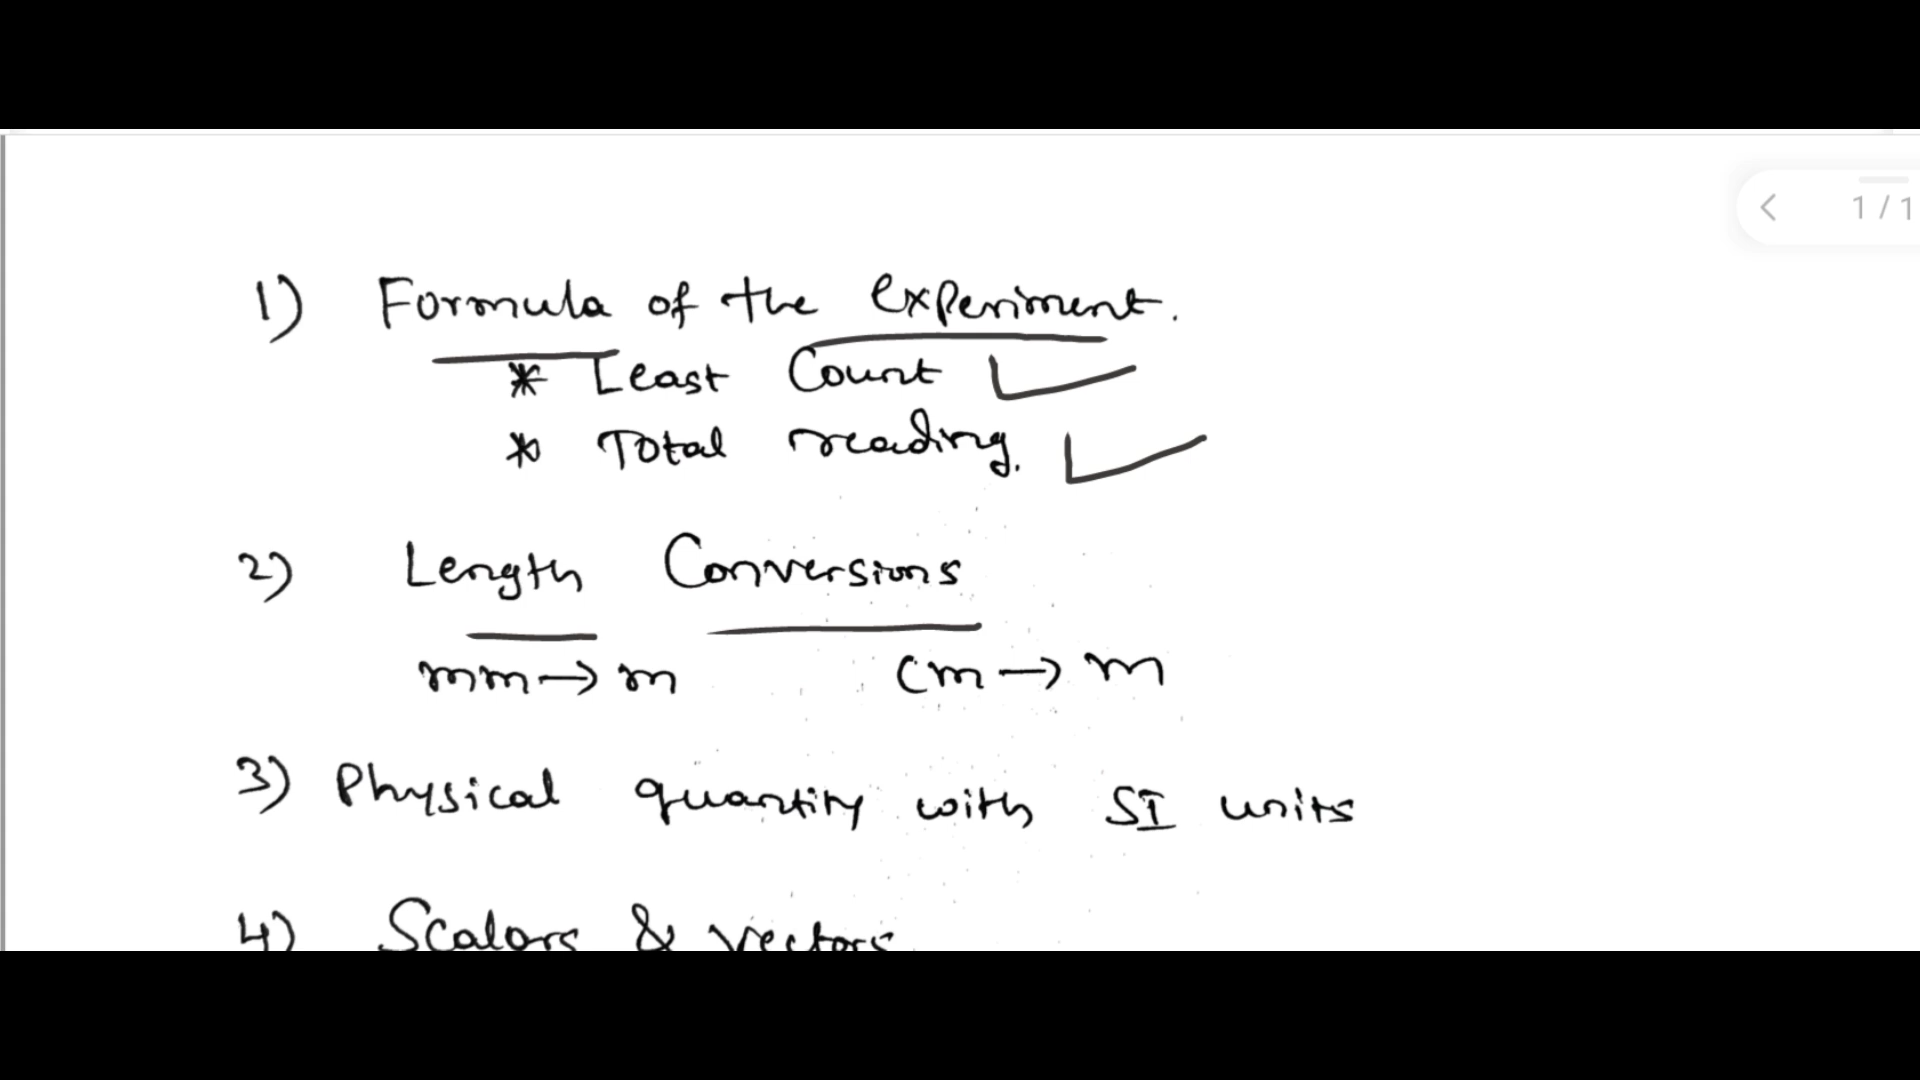 1 / 1
1) Formula of the experiment.
* Least Count
* Total reading.
2) Length Conversions
mm → m cm → m
3) Physical quantity with SI units
4) Scalars & vectors